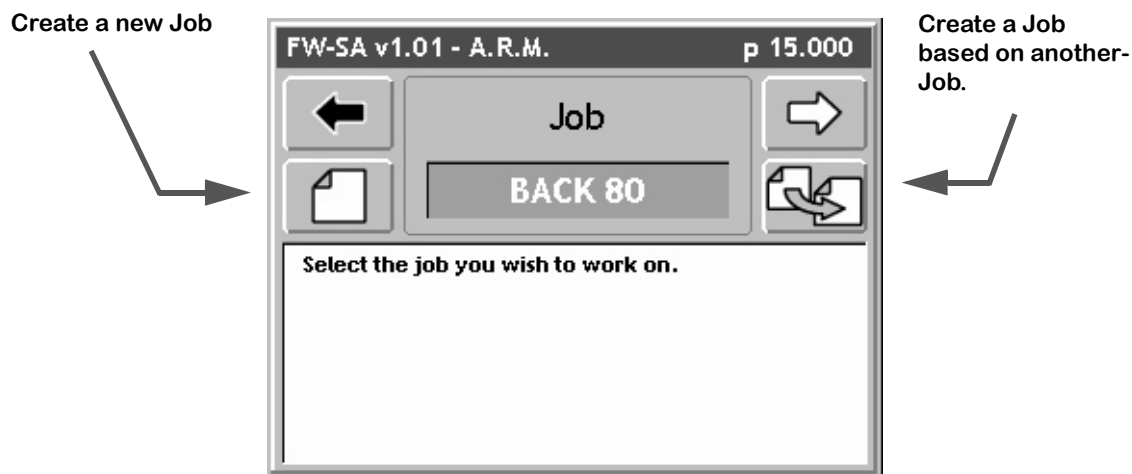 Create a new Job
Create a Job
based on another-
Job.
FW-SA v1.01 - A.R.M. p 15.000
Job
BACK 80
Select the job you wish to work on.